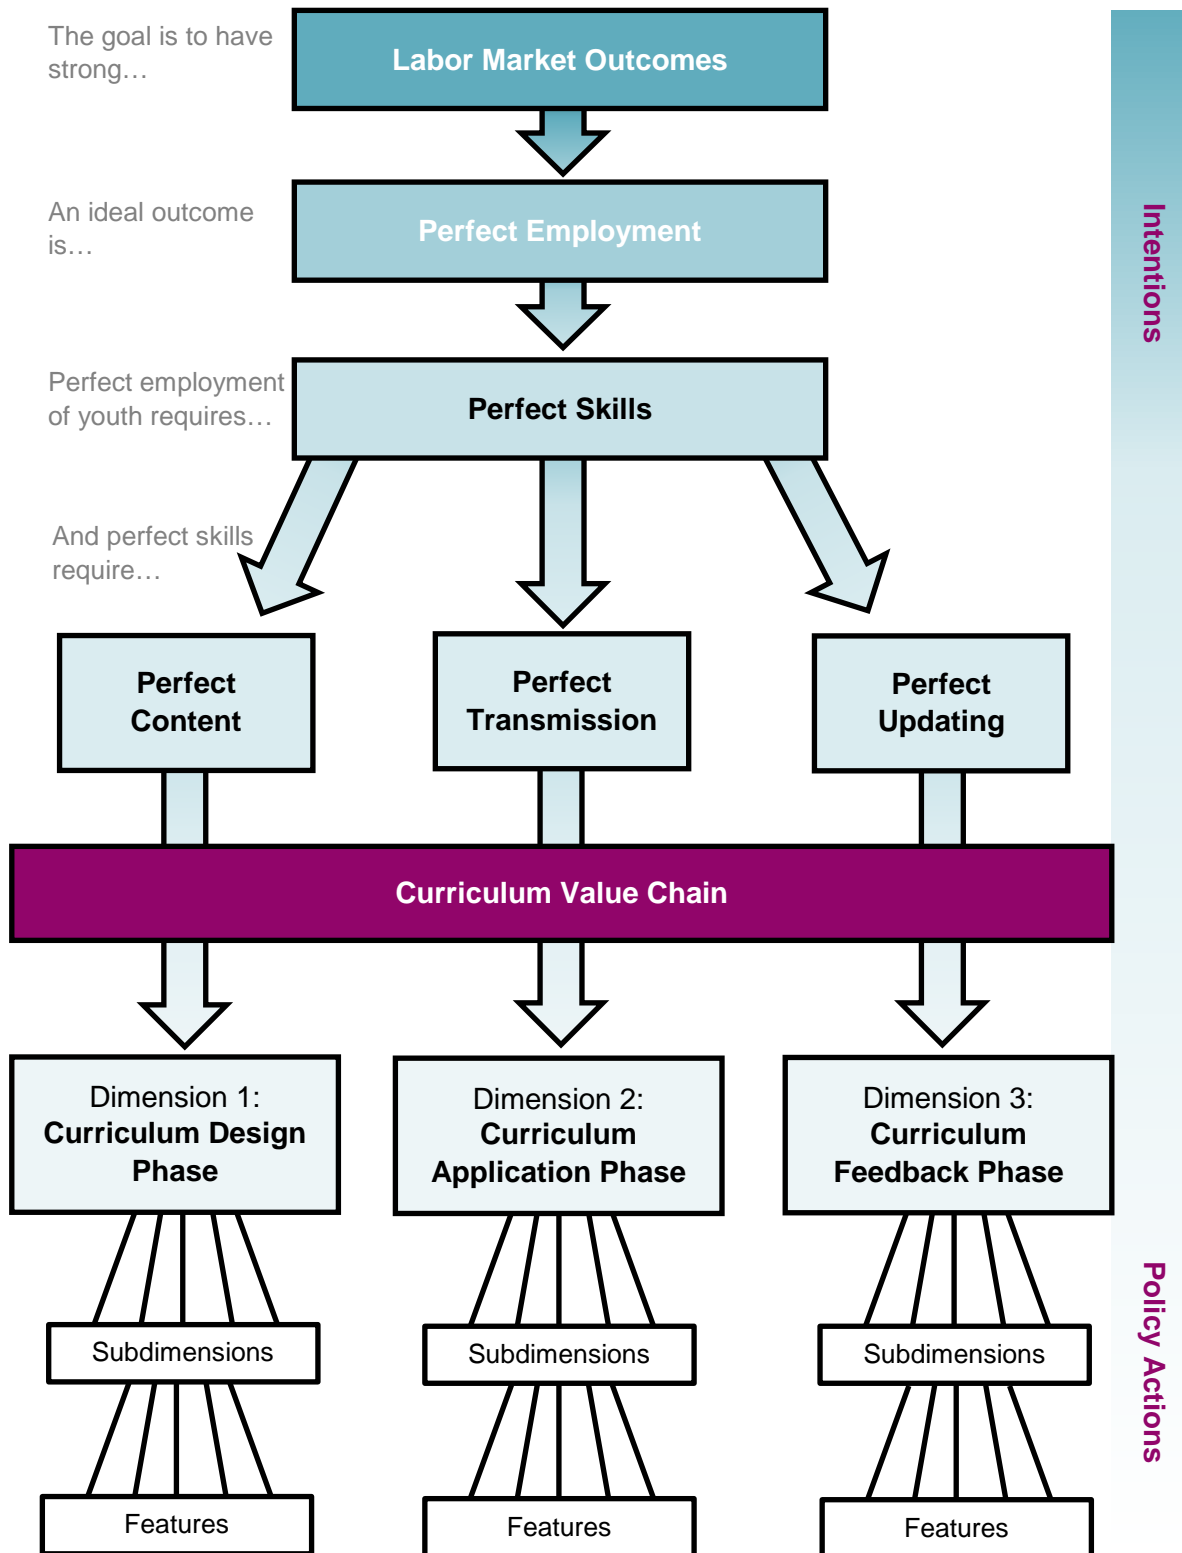 The goal is to have
strong…
Labor Market Outcomes
An ideal outcome
is…
Perfect Employment
Intentions
Perfect employment
of youth requires…
Perfect Skills
And perfect skills
require…
Perfect
Content
Perfect
Transmission
Perfect
Updating
Curriculum Value Chain
Dimension 1:
Curriculum Design
Phase
Dimension 2:
Curriculum
Application Phase
Dimension 3:
Curriculum
Feedback Phase
Policy Actions
Subdimensions
Subdimensions
Subdimensions
Features
Features
Features